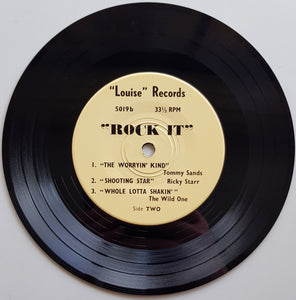 "Louise" Records
5019b 33⅓ RPM
"ROCK IT"
1. "THE WORRYIN' KIND"
Tommy Sands
2. "SHOOTING STAR" Ricky Starr
3. "WHOLE LOTTA SHAKIN'"
The Wild One
Side TWO